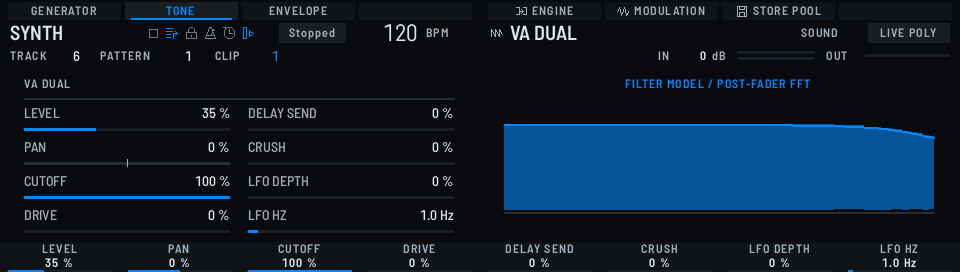 GENERATOR TONE ENVELOPE ENGINE MODULATION STORE POOL
SYNTH Stopped 120 BPM VA DUAL SOUND LIVE POLY
TRACK 6 PATTERN 1 CLIP 1 IN 0 dB OUT
VA DUAL FILTER MODEL / POST-FADER FFT
LEVEL 35 % DELAY SEND 0 %
PAN 0 % CRUSH 0 %
CUTOFF 100 % LFO DEPTH 0 %
DRIVE 0 % LFO HZ 1.0 Hz
LEVEL PAN CUTOFF DRIVE DELAY SEND CRUSH LFO DEPTH LFO HZ
35 % 0 % 100 % 0 % 0 % 0 % 0 % 1.0 Hz